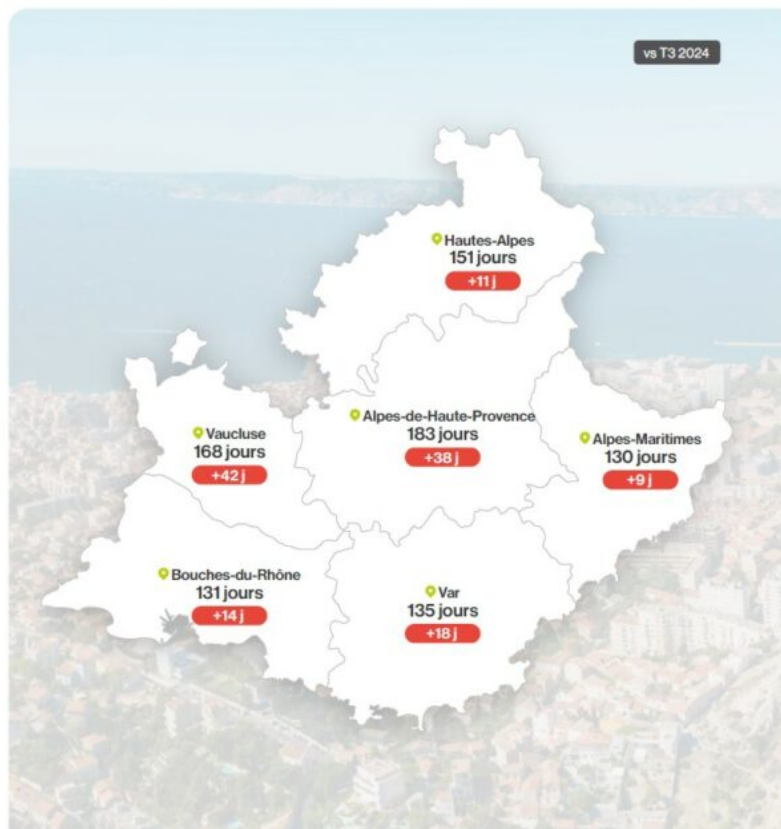 vs T3 2024
Hautes-Alpes
151 jours
+11 j
Alpes-de-Haute-Provence
183 jours
+38 j
Vaucluse
168 jours
+42 j
Alpes-Maritimes
130 jours
+9 j
Bouches-du-Rhône
131 jours
+14 j
Var
135 jours
+18 j